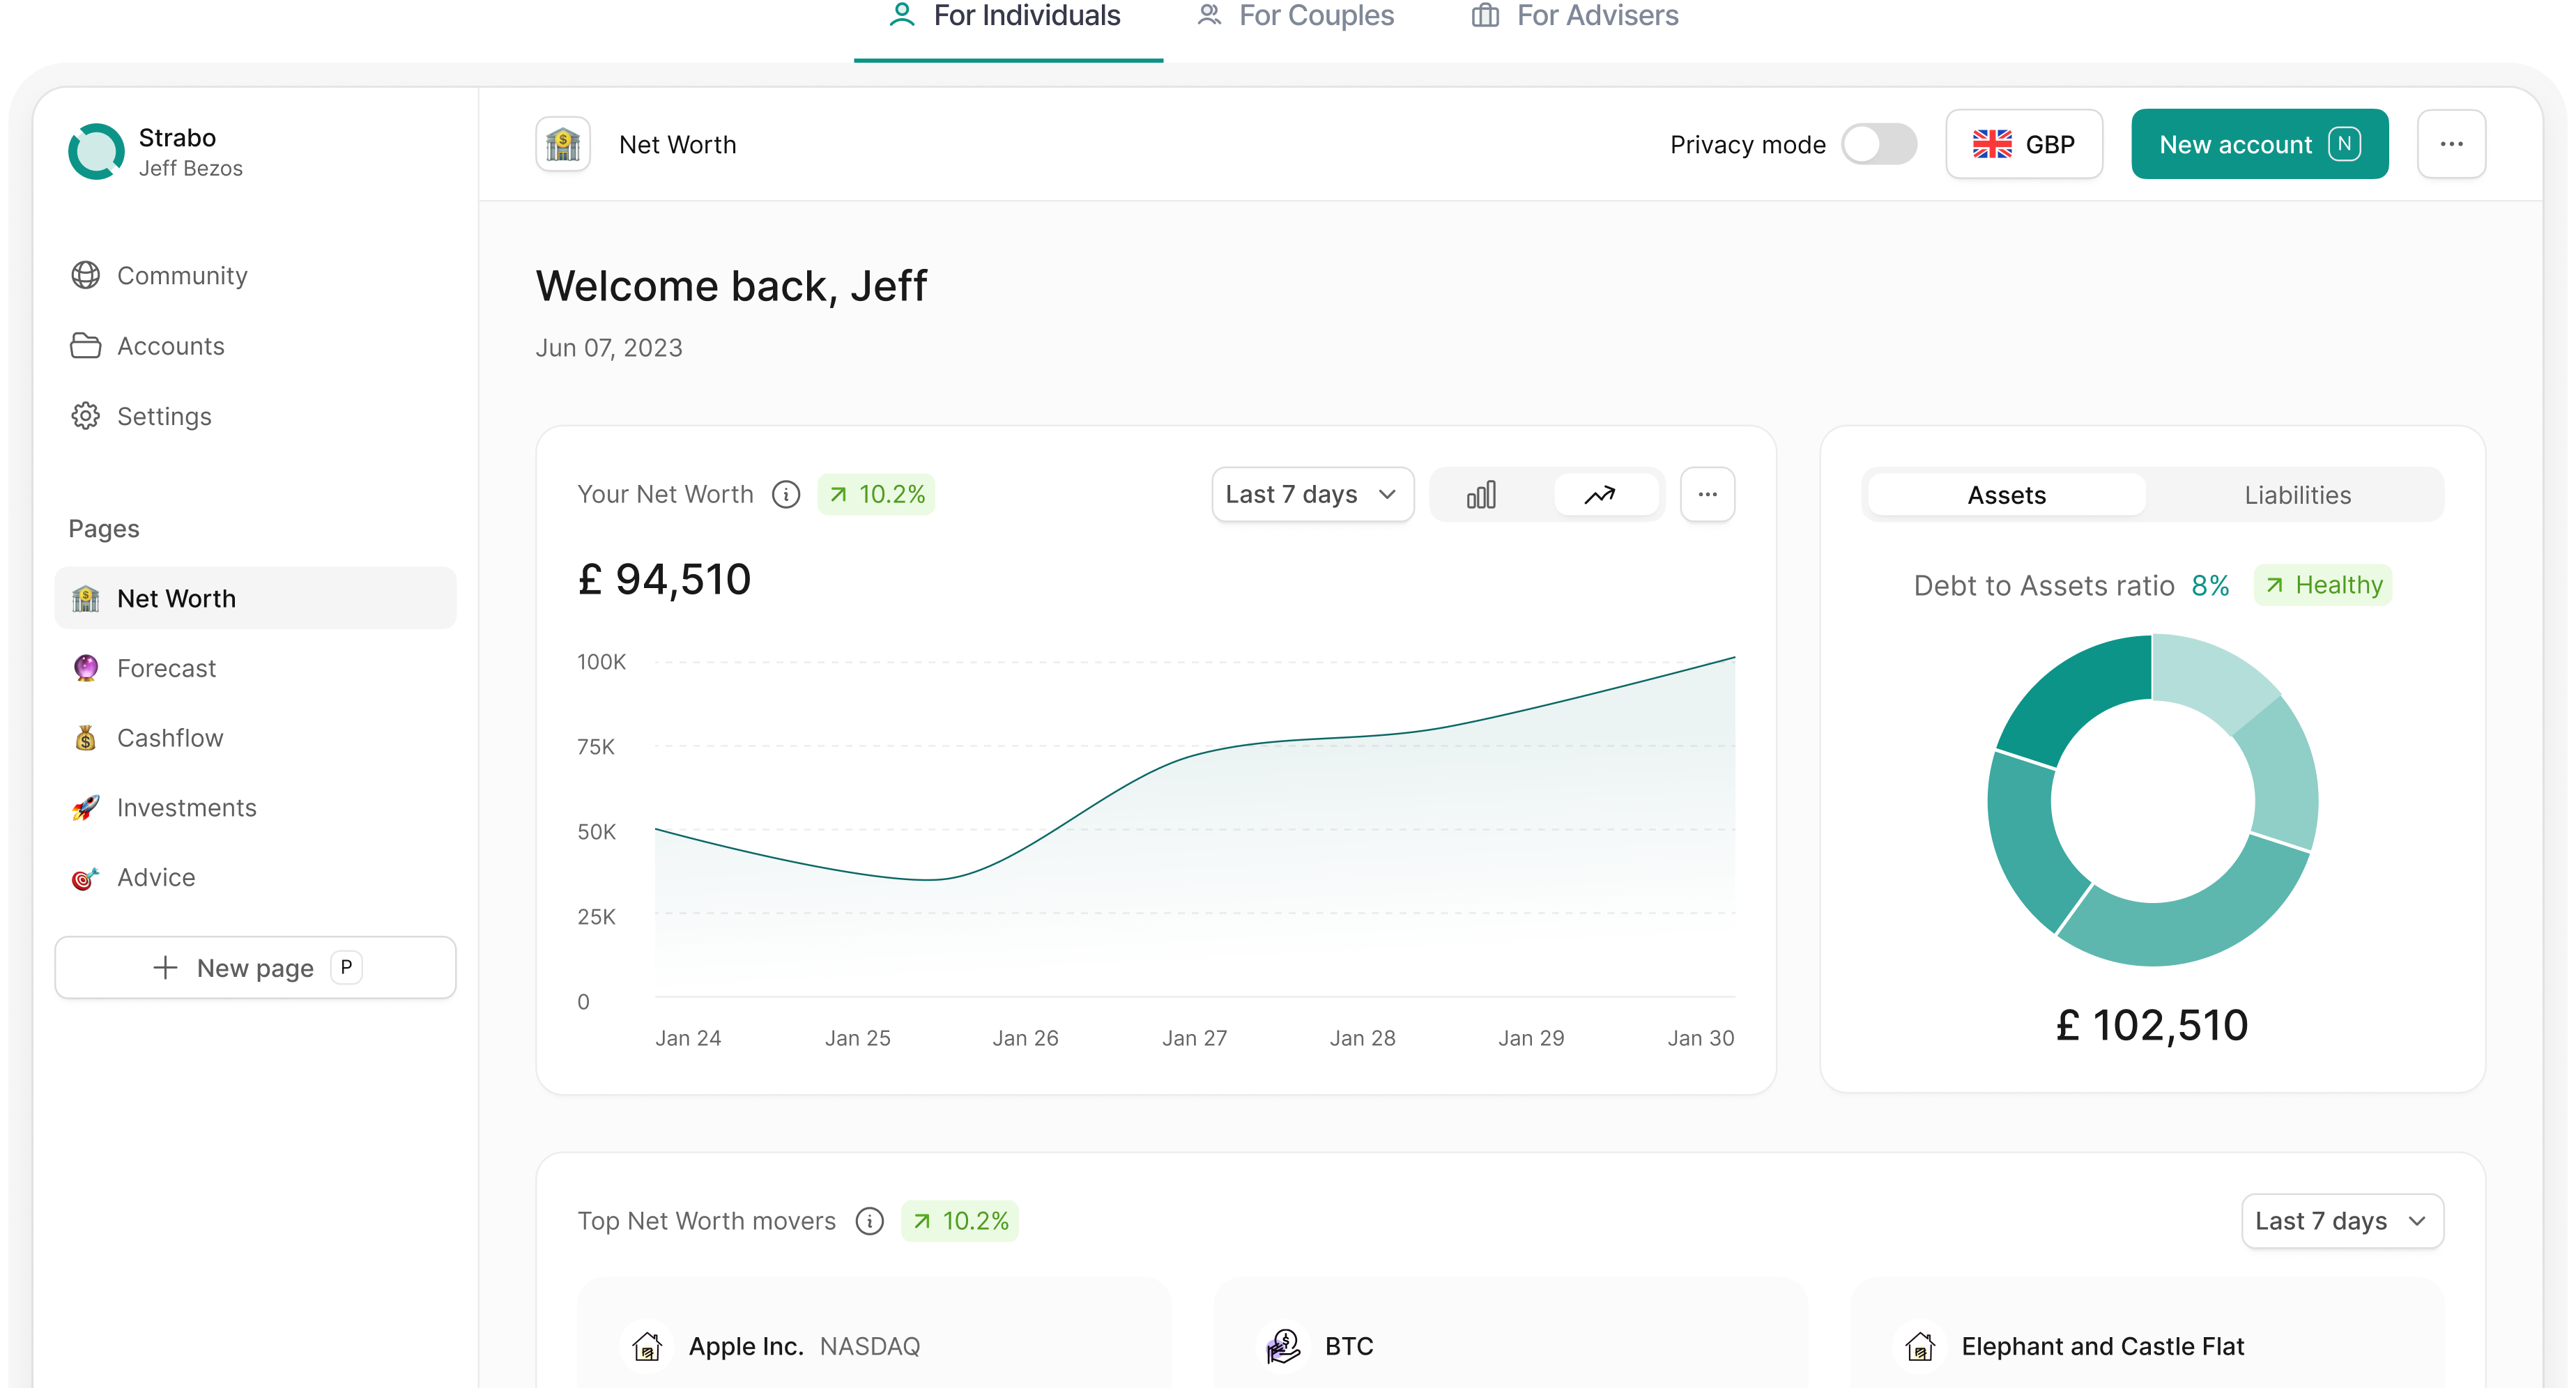 For Individuals For Couples For Advisers
Strabo
Jeff Bezos
Community
Accounts
Settings
Pages
Net Worth
Forecast
Cashflow
Investments
Advice
New page P
Net Worth
Privacy mode GBP New account N
Welcome back, Jeff
Jun 07, 2023
Your Net Worth 10.2% Last 7 days
£ 94,510
100K
75K
50K
25K
0
Jan 24 Jan 25 Jan 26 Jan 27 Jan 28 Jan 29 Jan 30
Assets Liabilities
Debt to Assets ratio 8% Healthy
£ 102,510
Top Net Worth movers 10.2% Last 7 days
Apple Inc. NASDAQ
BTC
Elephant and Castle Flat